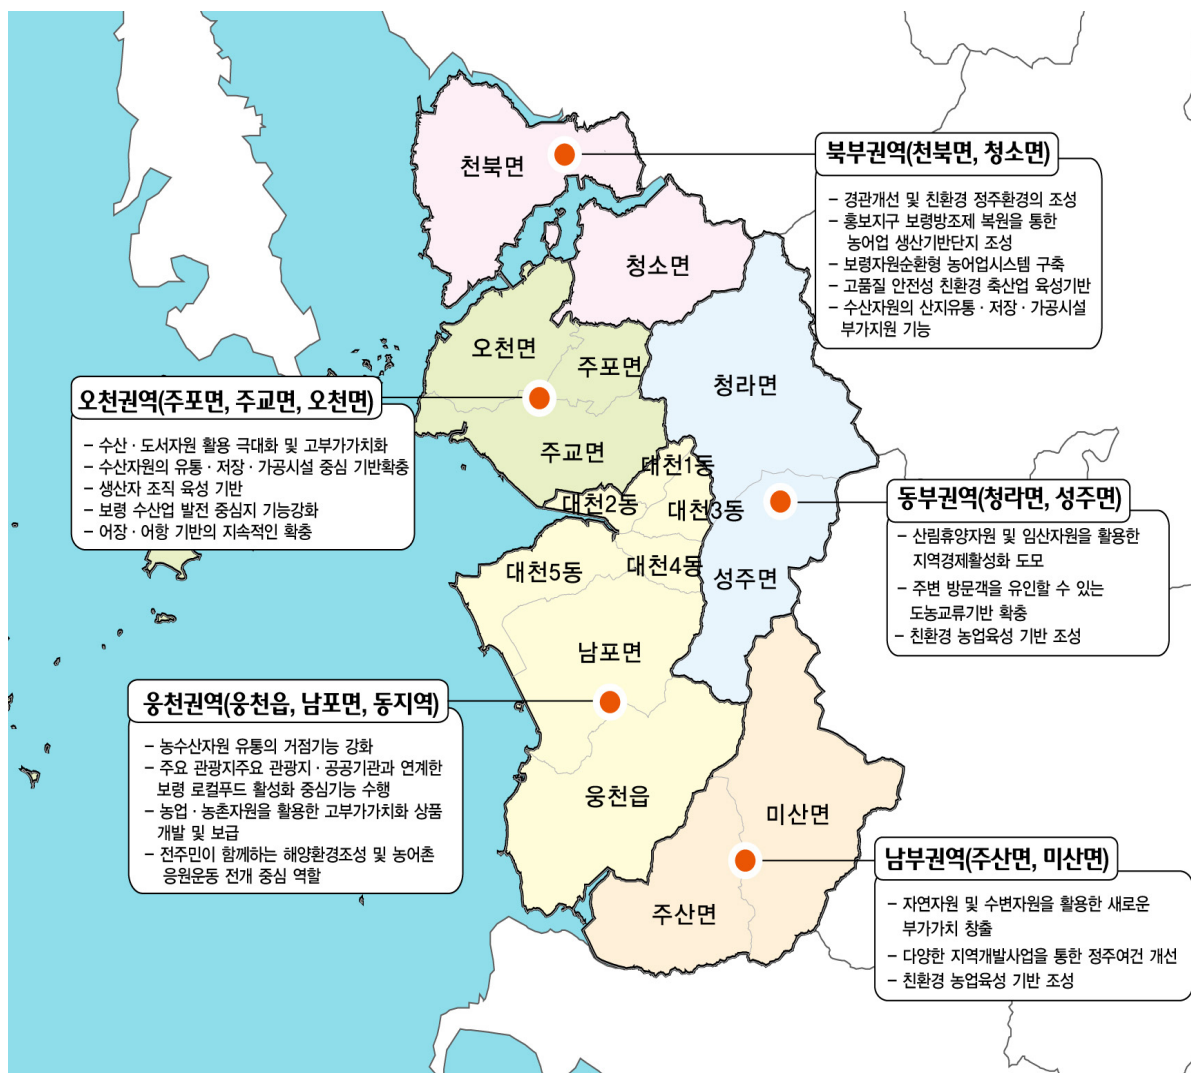 천북면
청소면
오천면
주포면
청라면
주교면
대천1동
대천2동
대천3동
대천5동
대천4동
성주면
남포면
웅천읍
미산면
주산면
북부권역(천북면, 청소면)
– 경관개선 및 친환경 정주환경의 조성
– 홍보지구 보령방조제 복원을 통한
농어업 생산기반단지 조성
– 보령자원순환형 농어업시스템 구축
– 고품질 안전성 친환경 축산업 육성기반
– 수산자원의 산지유통·저장·가공시설
부가지원 기능
오천권역(주포면, 주교면, 오천면)
– 수산·도서자원 활용 극대화 및 고부가가치화
– 수산자원의 유통·저장·가공시설 중심 기반확충
– 생산자 조직 육성 기반
– 보령 수산업 발전 중심지 기능강화
– 어장·어항 기반의 지속적인 확충
동부권역(청라면, 성주면)
– 산림휴양자원 및 임산자원을 활용한
지역경제활성화 도모
– 주변 방문객을 유인할 수 있는
도농교류기반 확충
– 친환경 농업육성 기반 조성
웅천권역(웅천읍, 남포면, 동지역)
– 농수산자원 유통의 거점기능 강화
– 주요 관광지주요 관광지·공공기관과 연계한
보령 로컬푸드 활성화 중심기능 수행
– 농업·농촌자원을 활용한 고부가가치화 상품
개발 및 보급
– 전주민이 함께하는 해양환경조성 및 농어촌
응원운동 전개 중심 역할
남부권역(주산면, 미산면)
– 자연자원 및 수변자원을 활용한 새로운
부가가치 창출
– 다양한 지역개발사업을 통한 정주여건 개선
– 친환경 농업육성 기반 조성